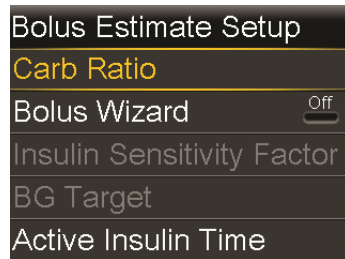 Bolus Estimate Setup
Carb Ratio
Bolus Wizard Off
Insulin Sensitivity Factor
BG Target
Active Insulin Time